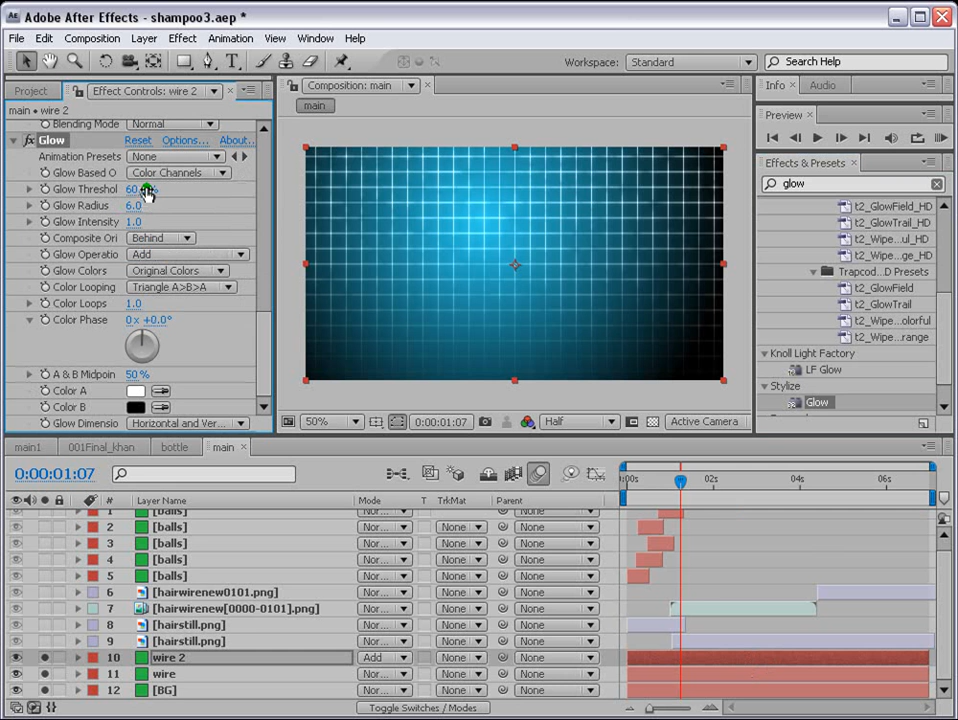 Adobe After Effects - shampoo3.aep *
File Edit Composition Layer Effect Animation View Window Help
Workspace: Standard Search Help
Project Effect Controls: wire 2
main • wire 2
Blending Mode Normal
fx Glow Reset Options... About...
Animation Presets None
Glow Based O Color Channels
Glow Threshol
Glow Radius 6.0
Glow Intensity 1.0
Composite Ori Behind
Glow Operatio Add
Glow Colors Original Colors
Color Looping Triangle A>B>A
Color Loops 1.0
Color Phase 0x +0.0°
A & B Midpoin 50 %
Color A
Color B
Glow Dimensio Horizontal and Ver...
Composition: main
main
50% 0:00:01:07 Half Active Camera
Info Audio
Preview
Effects & Presets
glow
t2_GlowField_HD
t2_GlowTrail_HD
t2_Wipe...ul_HD
t2_Wipe...ge_HD
Trapcod...D Presets
t2_GlowField
t2_GlowTrail
t2_Wipe...olorful
t2_Wipe...range
Knoll Light Factory
LF Glow
Stylize
Glow
main1 001Final_khan bottle main
0:00:01:07
:00s 02s 04s 06s
# Layer Name Mode T TrkMat Parent
1 [balls] Nor... None
2 [balls] Nor... None None
3 [balls] Nor... None None
4 [balls] Nor... None None
5 [balls] Nor... None None
6 [hairwirenew0101.png] Nor... None None
7 [hairwirenew[0000-0101].png] Nor... None None
8 [hairstill.png] Nor... None None
9 [hairstill.png] Nor... None None
10 wire 2 Add None None
11 wire Nor... None None
12 [BG] Nor... None None
Toggle Switches / Modes